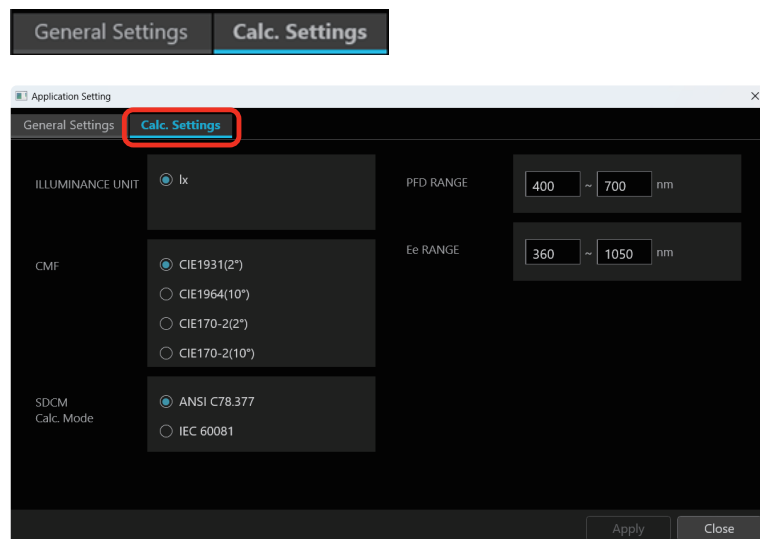 General Settings Calc. Settings
Application Setting
General Settings Calc. Settings
ILLUMINANCE UNIT
lx
CMF
CIE1931(2°)
CIE1964(10°)
CIE170-2(2°)
CIE170-2(10°)
SDCM
Calc. Mode
ANSI C78.377
IEC 60081
PFD RANGE
400 ~ 700 nm
Ee RANGE
360 ~ 1050 nm
Apply Close